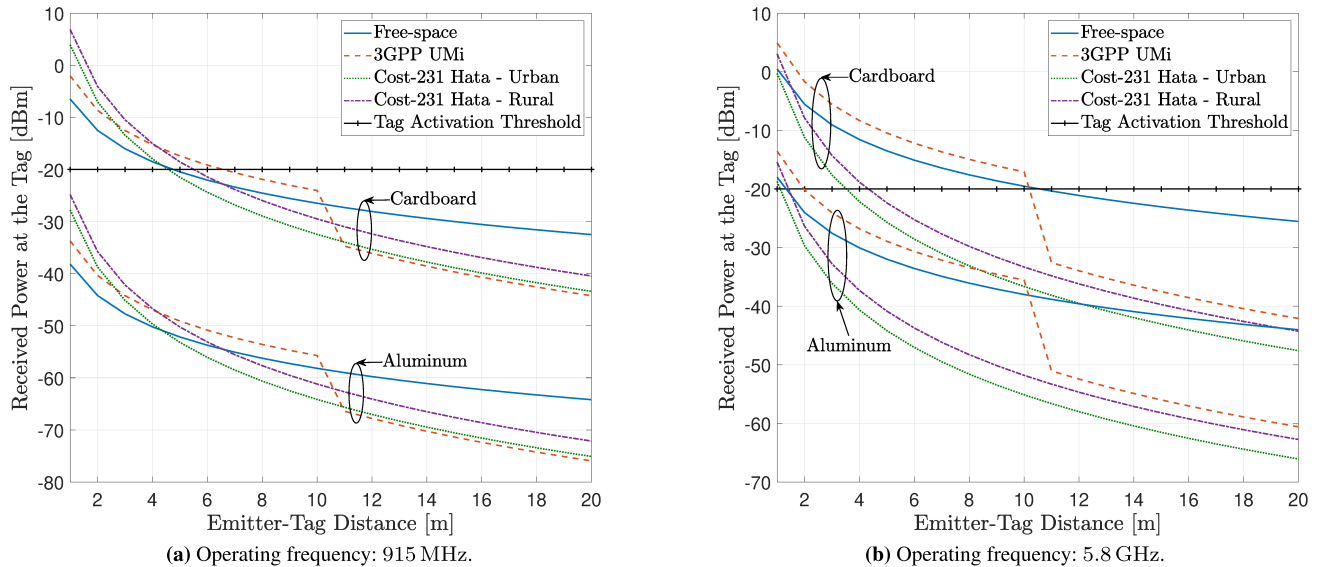 10
0
-10
-20
-30
-40
-50
-60
-70
-80
Received Power at the Tag [dBm]
Free-space
3GPP UMi
Cost-231 Hata - Urban
Cost-231 Hata - Rural
Tag Activation Threshold
Cardboard
Aluminum
2 4 6 8 10 12 14 16 18 20
Emitter-Tag Distance [m]
(a) Operating frequency: 915 MHz.
10
0
-10
-20
-30
-40
-50
-60
-70
Received Power at the Tag [dBm]
Free-space
3GPP UMi
Cost-231 Hata - Urban
Cost-231 Hata - Rural
Tag Activation Threshold
Cardboard
Aluminum
2 4 6 8 10 12 14 16 18 20
Emitter-Tag Distance [m]
(b) Operating frequency: 5.8 GHz.